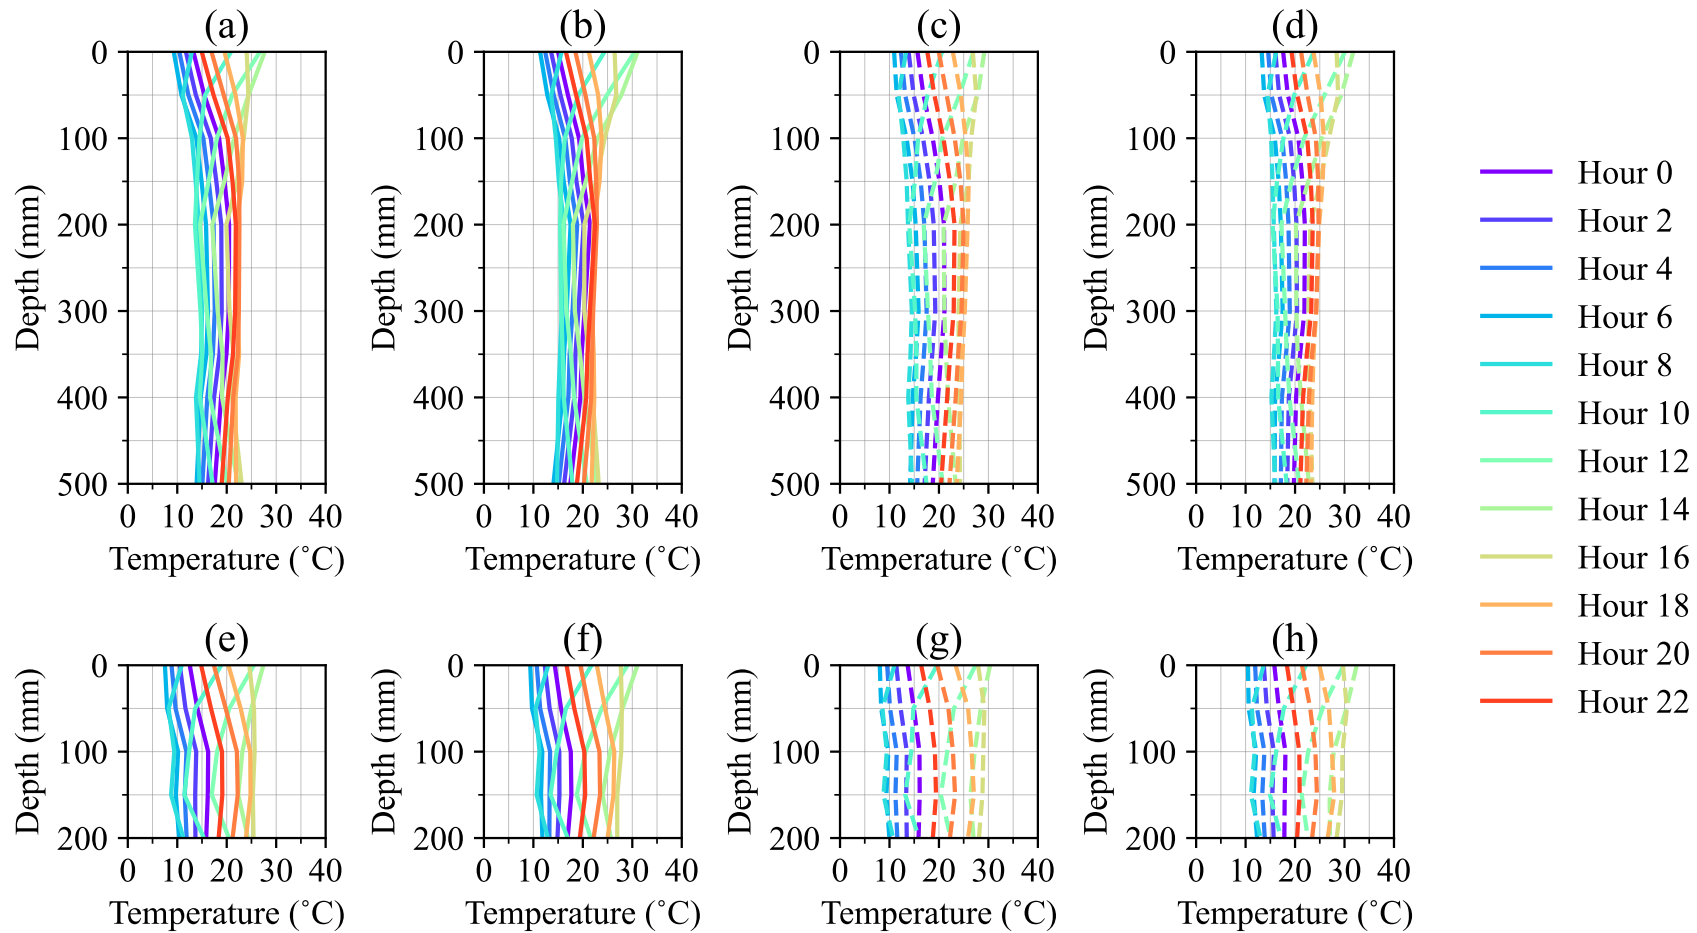 (a) (b) (c) (d)
0 0 0 0
100 100 100 100
200 200 200 200
300 300 300 300
400 400 400 400
500 500 500 500
Depth (mm) Depth (mm) Depth (mm) Depth (mm)
0 10 20 30 40 0 10 20 30 40 0 10 20 30 40 0 10 20 30 40
Temperature (˚C) Temperature (˚C) Temperature (˚C) Temperature (˚C)
Hour 0
Hour 2
Hour 4
Hour 6
Hour 8
Hour 10
Hour 12
Hour 14
Hour 16
Hour 18
Hour 20
Hour 22
(e) (f) (g) (h)
0 0 0 0
100 100 100 100
200 200 200 200
Depth (mm) Depth (mm) Depth (mm) Depth (mm)
0 10 20 30 40 0 10 20 30 40 0 10 20 30 40 0 10 20 30 40
Temperature (˚C) Temperature (˚C) Temperature (˚C) Temperature (˚C)